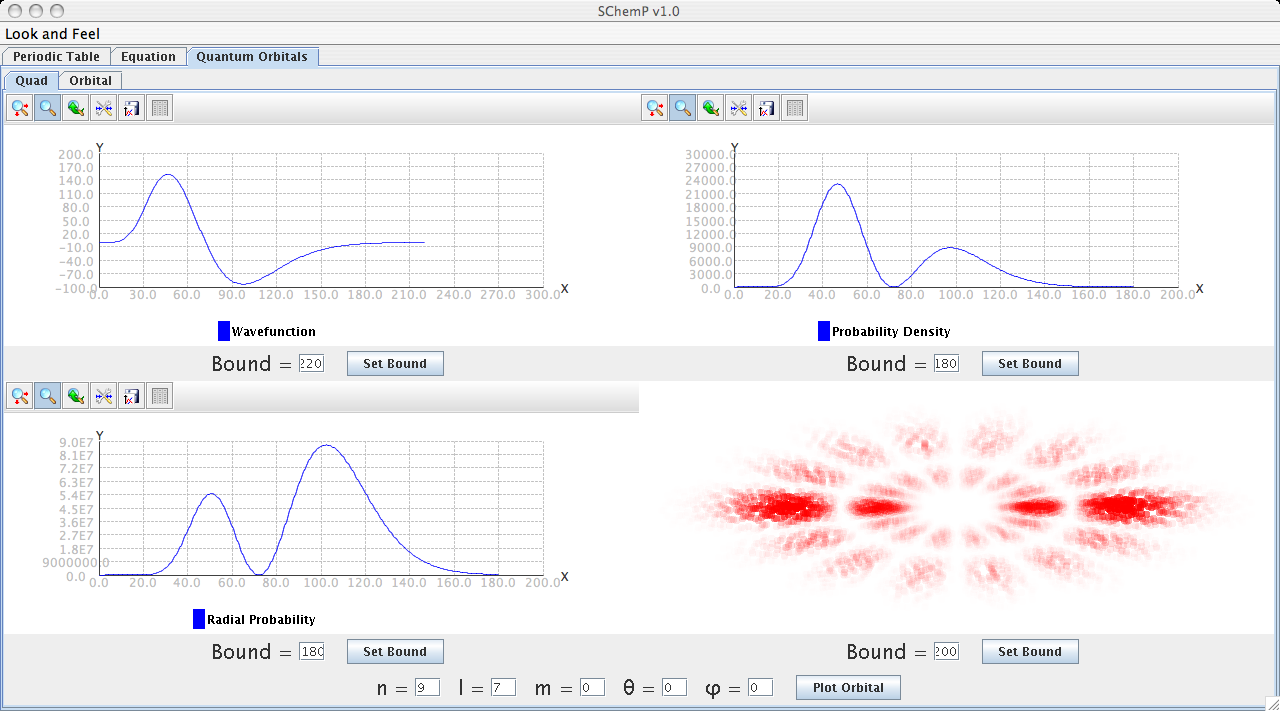 SChemP v1.0
Look and Feel
Periodic Table Equation Quantum Orbitals
Quad Orbital
Y
200.0
170.0
140.0
110.0
80.0
50.0
20.0
-10.0
-40.0
-70.0
-100.0
0.0 30.0 60.0 90.0 120.0 150.0 180.0 210.0 240.0 270.0 300.0 X
Wavefunction
Bound = 220 Set Bound
Y
30000.0
27000.0
24000.0
21000.0
18000.0
15000.0
12000.0
9000.0
6000.0
3000.0
0.0
0.0 20.0 40.0 60.0 80.0 100.0 120.0 140.0 160.0 180.0 200.0 X
Probability Density
Bound = 180 Set Bound
Y
9.0E7
8.1E7
7.2E7
6.3E7
5.4E7
4.5E7
3.6E7
2.7E7
1.8E7
9000000.0
0.0
0.0 20.0 40.0 60.0 80.0 100.0 120.0 140.0 160.0 180.0 200.0 X
Radial Probability
Bound = 180 Set Bound
Bound = 200 Set Bound
n = 9 l = 7 m = 0 θ = 0 φ = 0 Plot Orbital